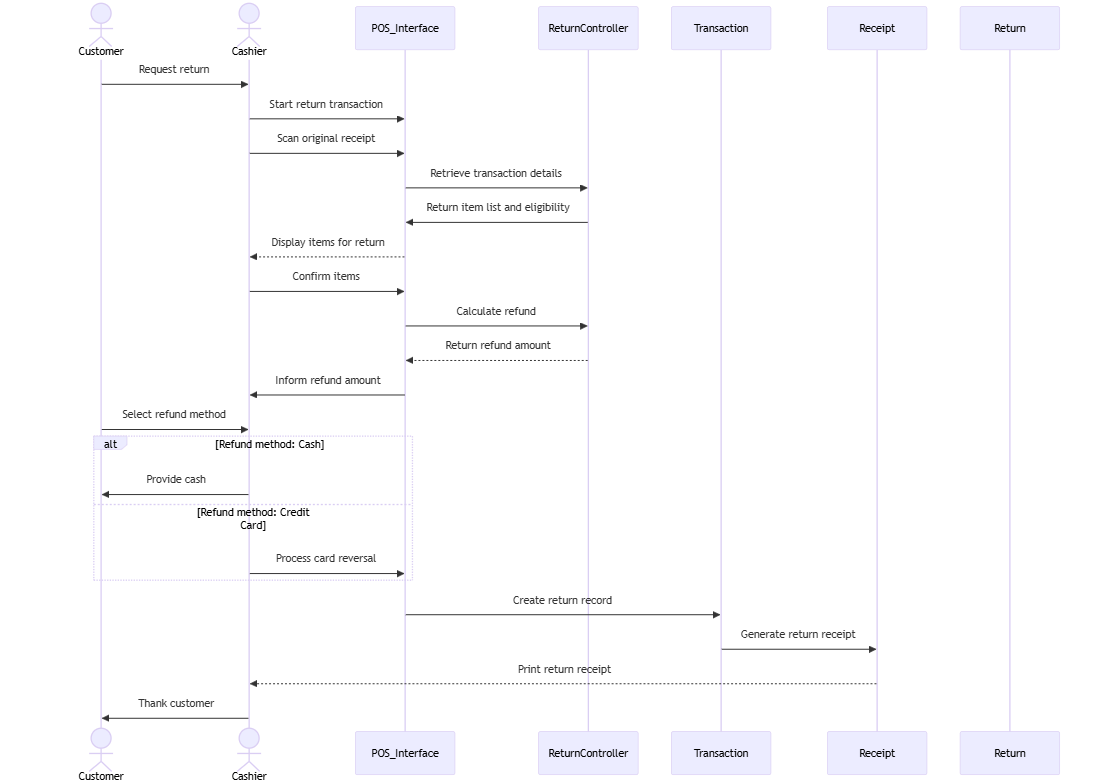 Customer
Cashier
POS_Interface
ReturnController
Transaction
Receipt
Return
Request return
Start return transaction
Scan original receipt
Retrieve transaction details
Return item list and eligibility
Display items for return
Confirm items
Calculate refund
Return refund amount
Inform refund amount
Select refund method
alt
[Refund method: Cash]
Provide cash
[Refund method: Credit
Card]
Process card reversal
Create return record
Generate return receipt
Print return receipt
Thank customer
Customer
Cashier
POS_Interface
ReturnController
Transaction
Receipt
Return